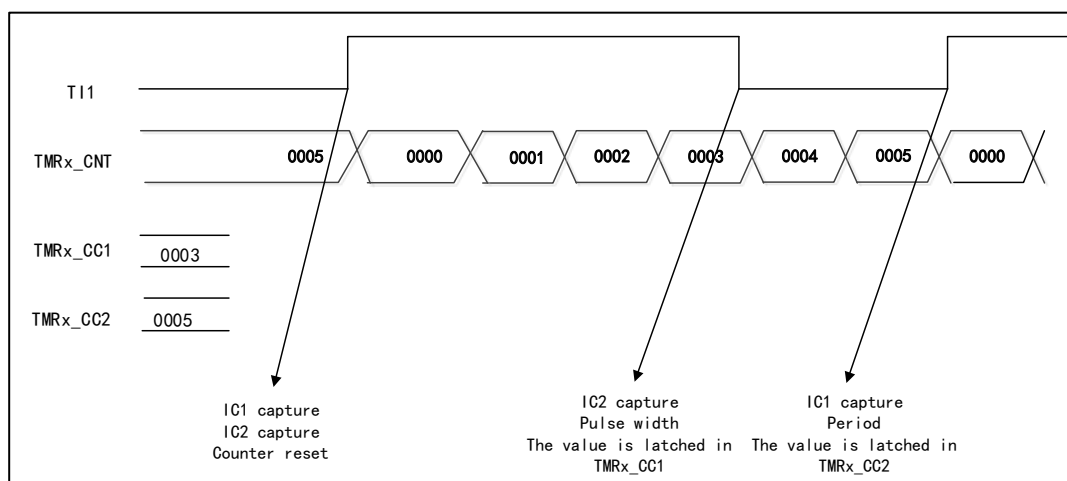 TI1
TMRx_CNT
0005 0000 0001 0002 0003 0004 0005 0000
TMRx_CC1
0003
TMRx_CC2
0005
IC1 capture
IC2 capture
Counter reset
IC2 capture
Pulse width
The value is latched in
TMRx_CC1
IC1 capture
Period
The value is latched in
TMRx_CC2